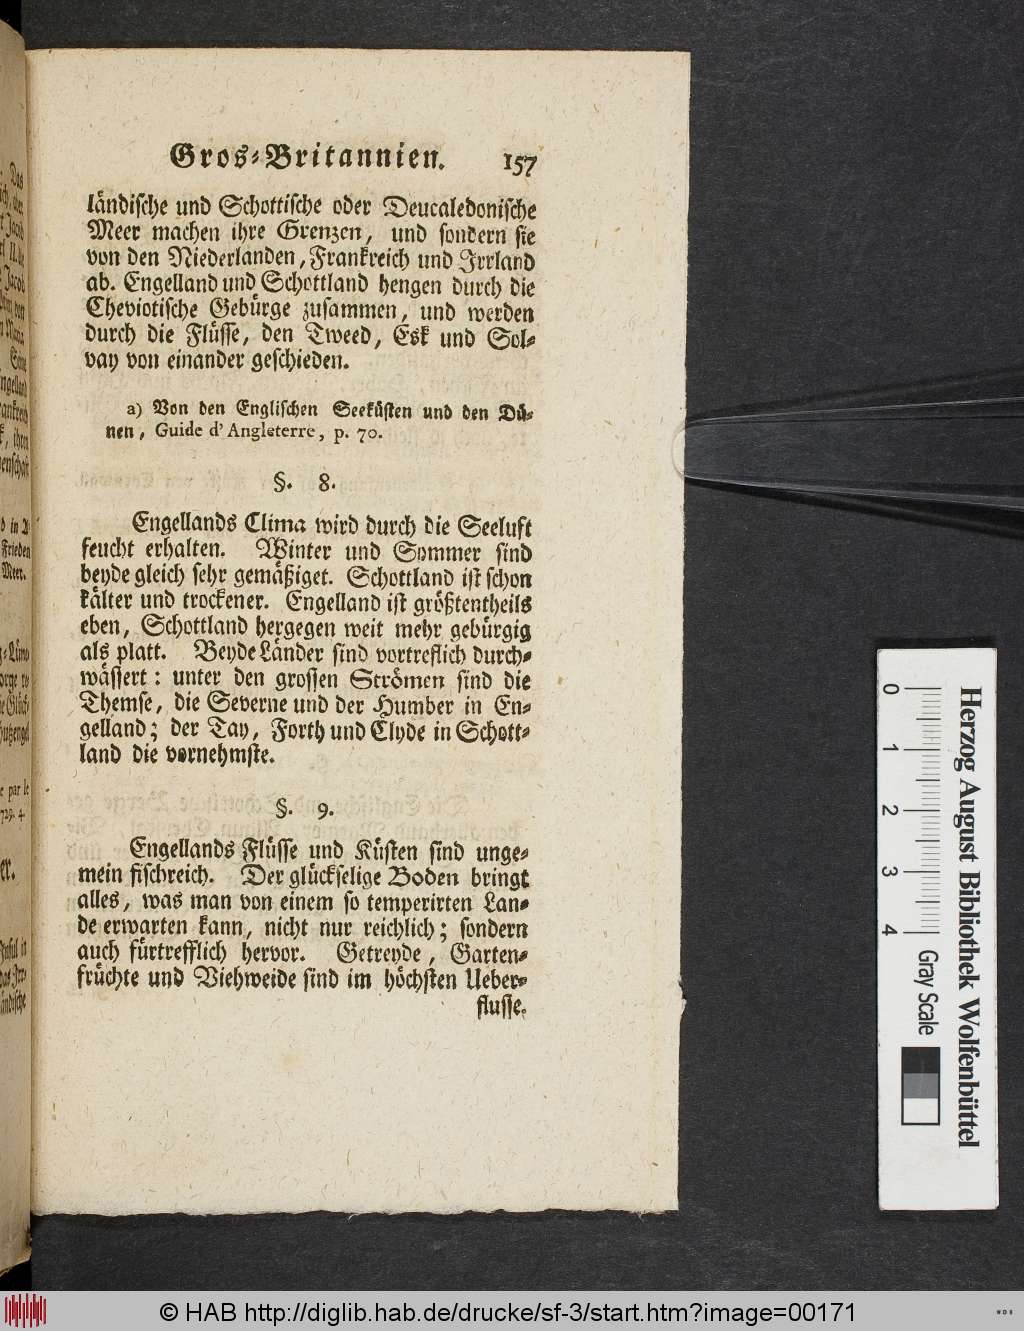 Gros-Britannien. 157
ländische und Schottische oder Deucaledonische
Meer machen ihre Grenzen, und sondern sie
von den Niederlanden, Frankreich und Irrland
ab. Engelland und Schottland hengen durch die
Cheviotische Gebürge zusammen, und werden
durch die Flüsse, den Tweed, Esk und Sol-
vay von einander geschieden.
a) Von den Englischen Seeküsten und den Dü-
nen, Guide d'Angleterre, p. 70.
§. 8.
Engellands Clima wird durch die Seeluft
feucht erhalten. Winter und Sommer sind
beyde gleich sehr gemäßiget. Schottland ist schon
kälter und trockener. Engelland ist größtentheils
eben, Schottland hergegen weit mehr gebürgig
als platt. Beyde Länder sind vortreflich durch-
wässert: unter den grossen Strömen sind die
Themse, die Severne und der Humber in En-
gelland; der Tay, Forth und Clyde in Schott-
land die vornehmste.
§. 9.
Engellands Flüsse und Küsten sind unge-
mein fischreich. Der glückselige Boden bringt
alles, was man von einem so temperirten Lan-
de erwarten kann, nicht nur reichlich; sondern
auch fürtrefflich hervor. Getreyde, Garten-
früchte und Viehweide sind im höchsten Ueber-
flusse.
0 1 2 3 4
Herzog August Bibliothek Wolfenbüttel
Gray Scale
© HAB http://diglib.hab.de/drucke/sf-3/start.htm?image=00171